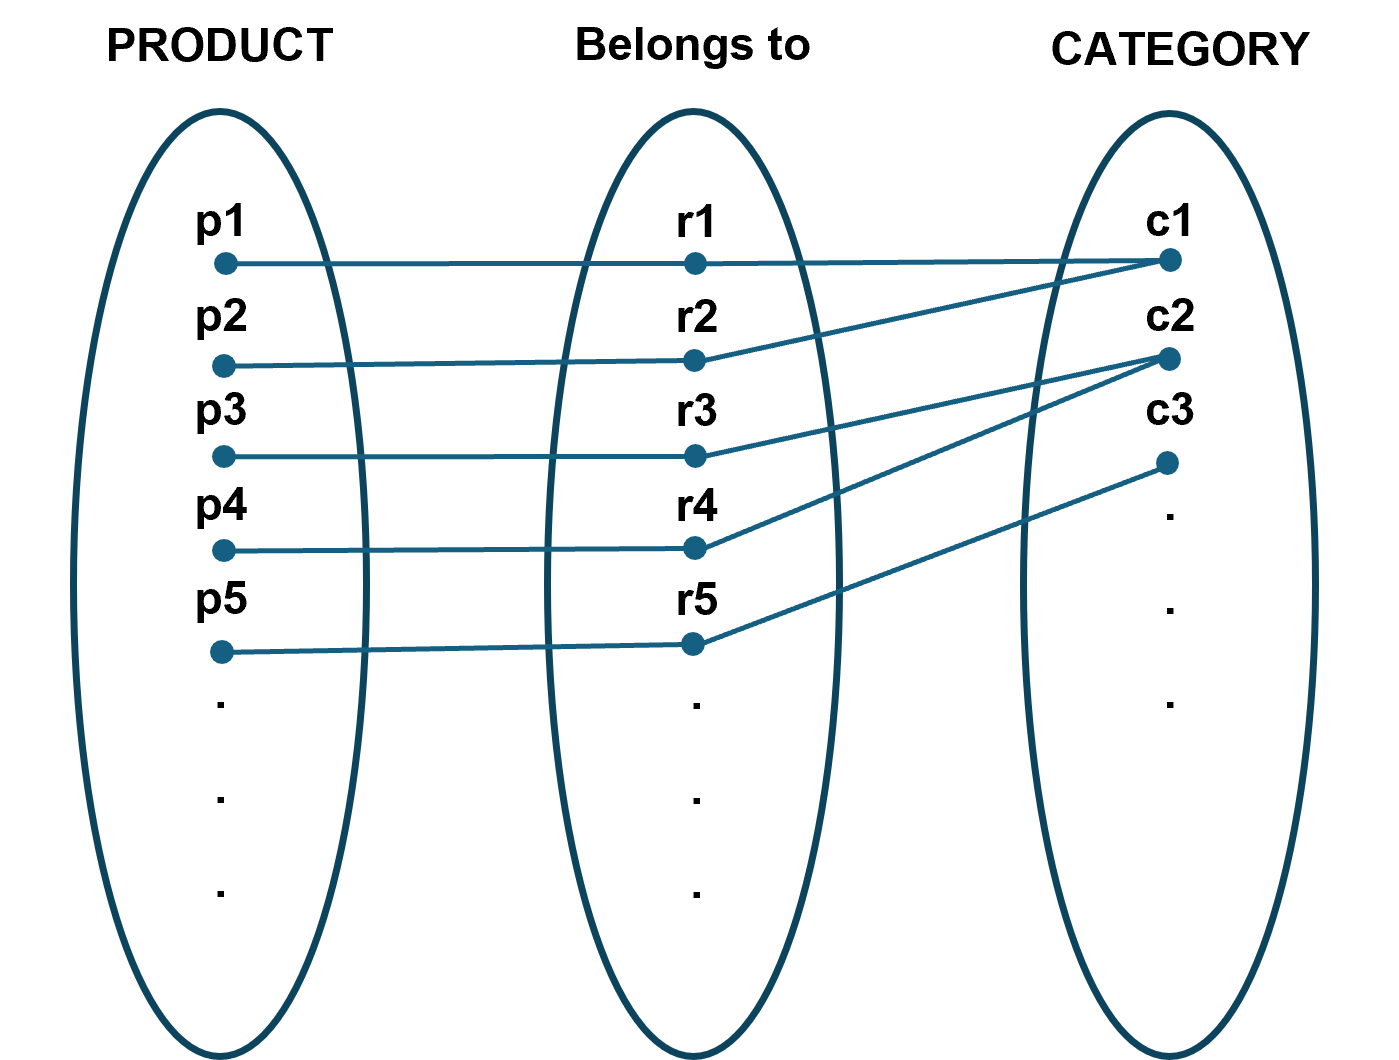 PRODUCT Belongs to CATEGORY
p1 r1 c1
p2 r2 c2
p3 r3 c3
p4 r4 .
p5 r5 .
. . .
. .
. .